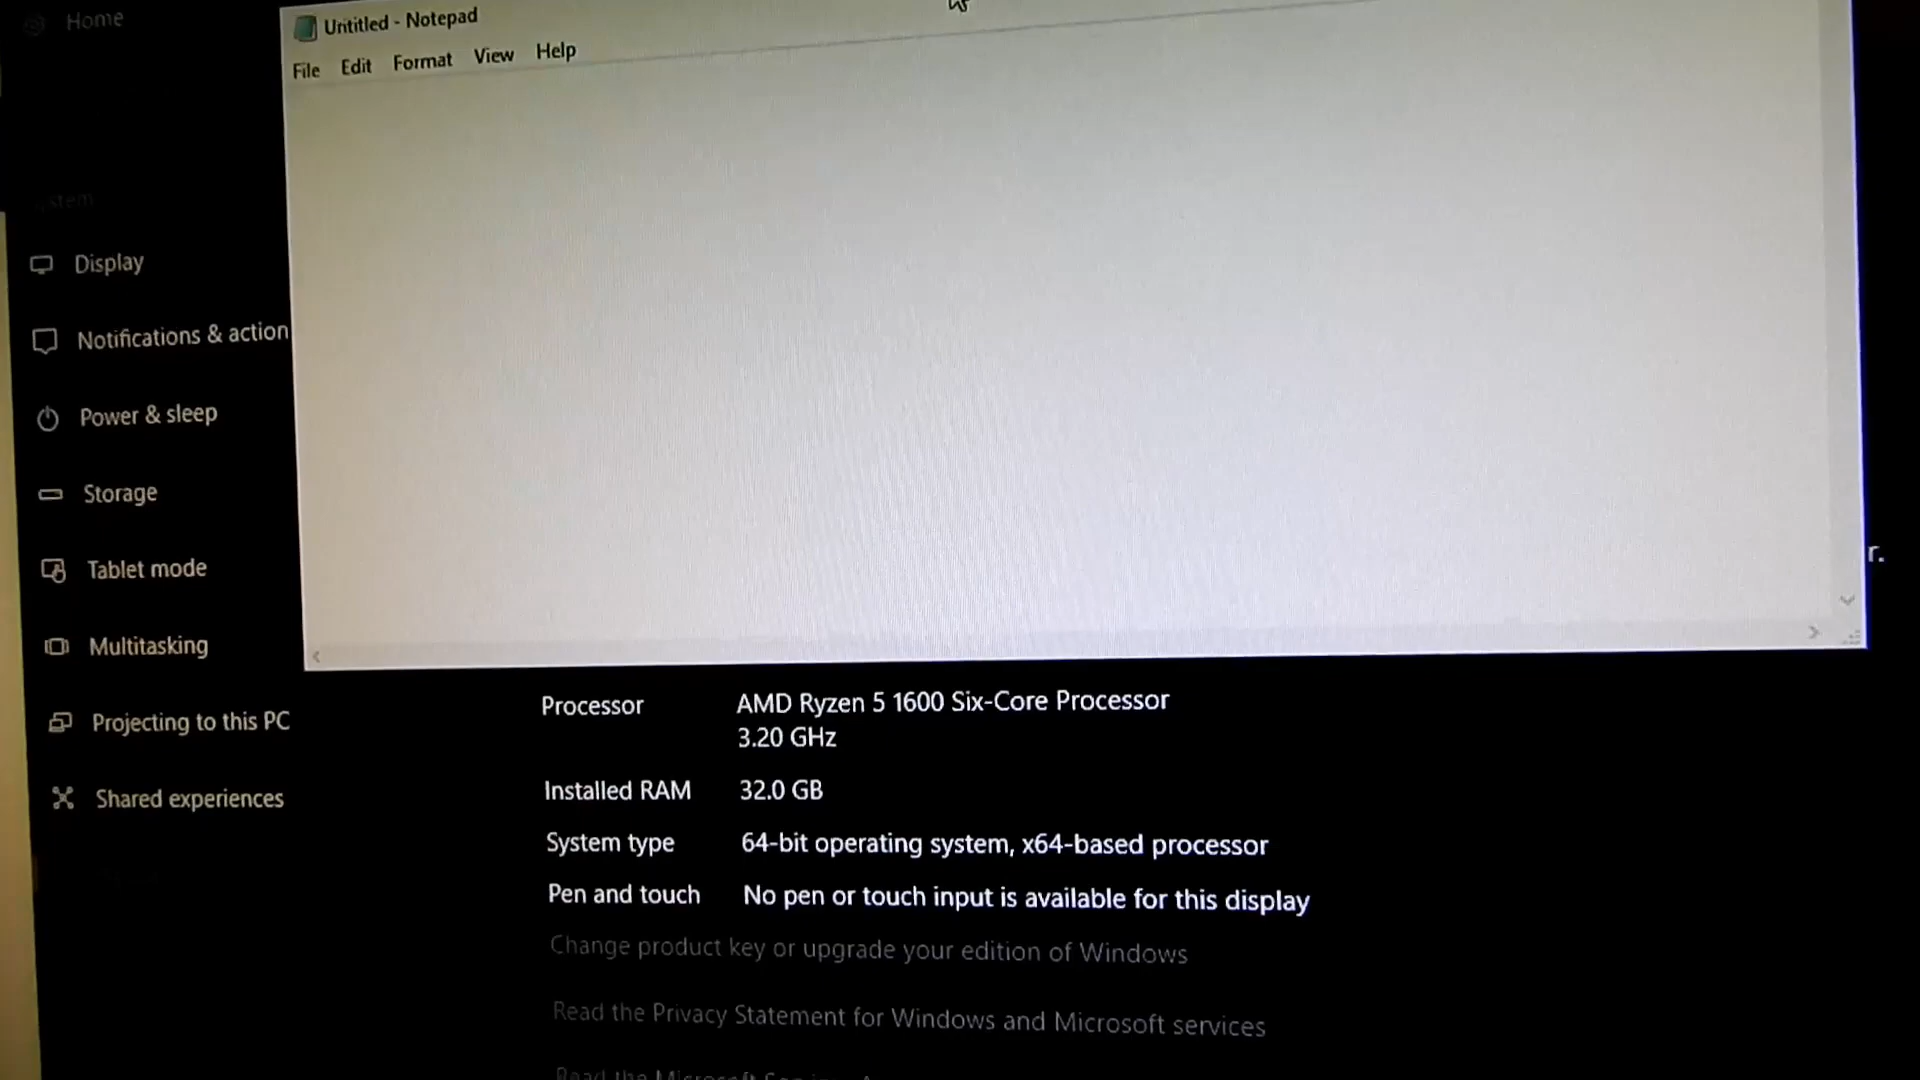 Home
Untitled - Notepad
File Edit Format View Help
Display
Notifications & action
Power & sleep
Storage
Tablet mode
Multitasking
Projecting to this PC
Shared experiences
r.
Processor AMD Ryzen 5 1600 Six-Core Processor
3.20 GHz
Installed RAM 32.0 GB
System type 64-bit operating system, x64-based processor
Pen and touch No pen or touch input is available for this display
Change product key or upgrade your edition of Windows
Read the Privacy Statement for Windows and Microsoft services
Read the Microsoft